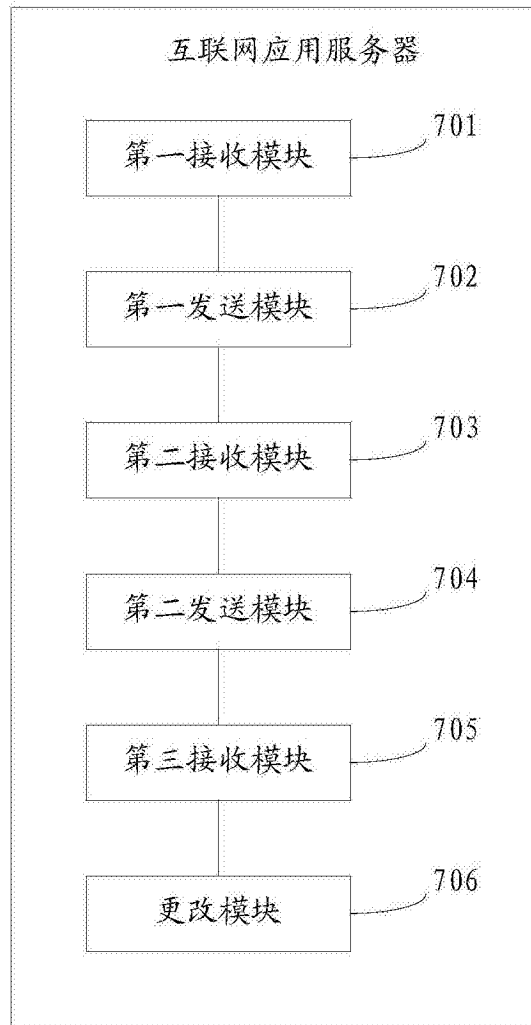 互联网应用服务器
701
第一接收模块
702
第一发送模块
703
第二接收模块
704
第二发送模块
705
第三接收模块
706
更改模块